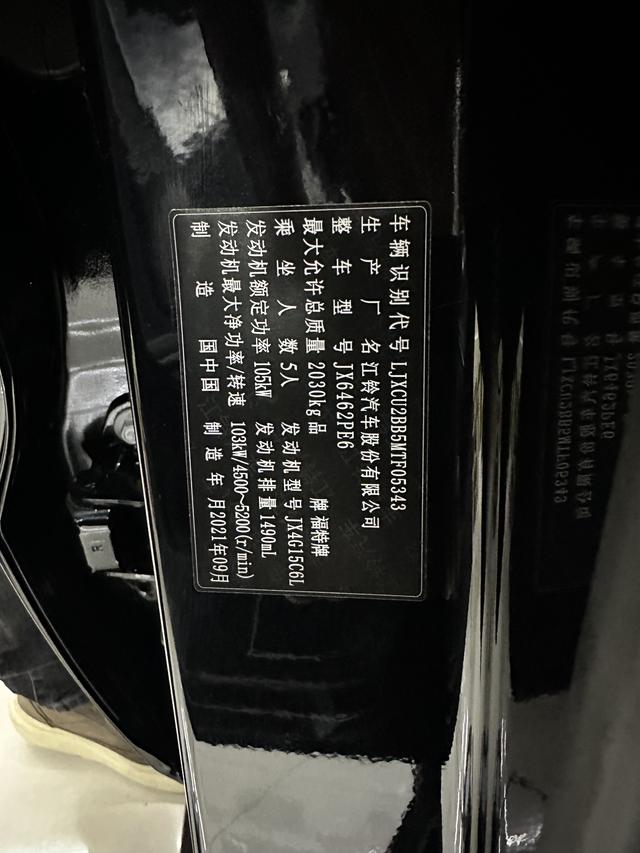 车辆识别代号 LJXCU2BB5MTF05343
生产厂名 江铃汽车股份有限公司
整车型号 JX6462PE6
最大允许总质量 2030kg 品牌 福特牌
乘坐人数 5人 发动机型号 JX4G15C6L
发动机额定功率 105kW 发动机排量 1490mL
发动机最大净功率/转速 103kW/4500~5200(r/min)
制造国 中国 制造年月 2021年09月